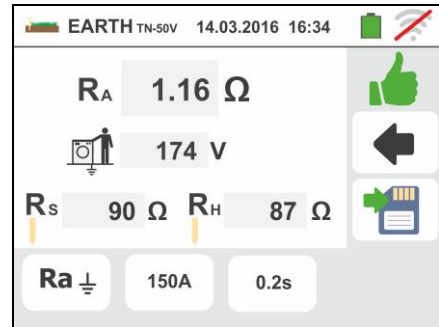 EARTH TN-50V 14.03.2016 16:34
RA 1.16 Ω
174 V
RS 90 Ω RH 87 Ω
Ra 150A 0.2s